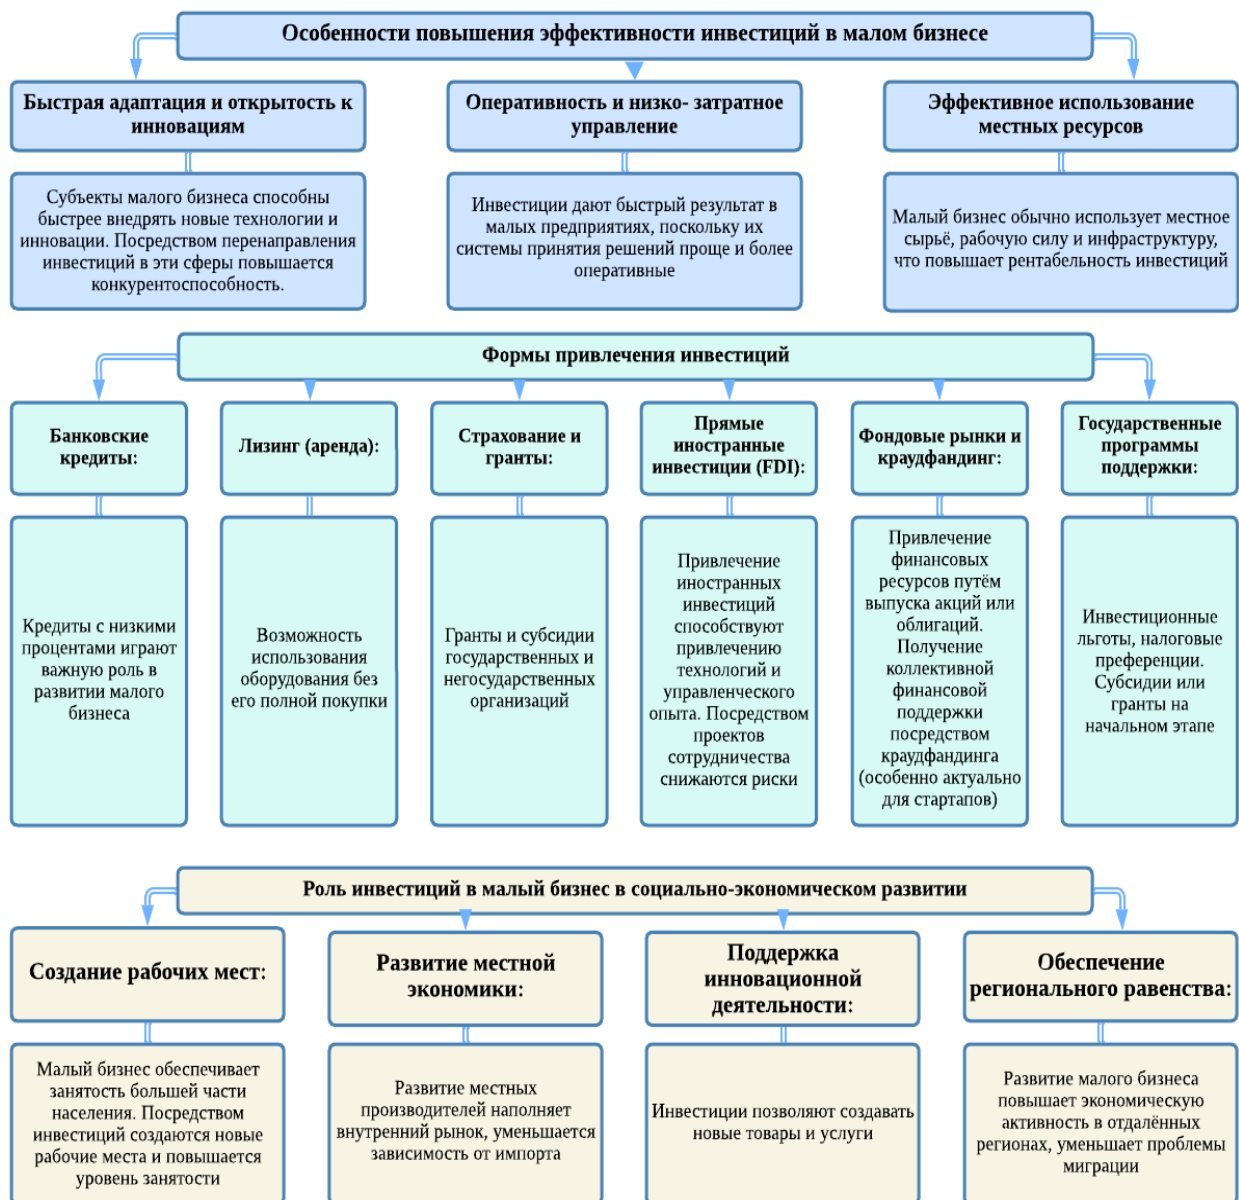 Особенности повышения эффективности инвестиций в малом бизнесе
Быстрая адаптация и открытость к
инновациям
Оперативность и низко- затратное
управление
Эффективное использование
местных ресурсов
Субъекты малого бизнеса способны
быстрее внедрять новые технологии и
инновации. Посредством перенаправления
инвестиций в эти сферы повышается
конкурентоспособность.
Инвестиции дают быстрый результат в
малых предприятиях, поскольку их
системы принятия решений проще и более
оперативные
Малый бизнес обычно использует местное
сырьё, рабочую силу и инфраструктуру,
что повышает рентабельность инвестиций
Формы привлечения инвестиций
Банковские
кредиты:
Лизинг (аренда):
Страхование и
гранты:
Прямые
иностранные
инвестиции (FDI):
Фондовые рынки и
краудфандинг:
Государственные
программы
поддержки:
Кредиты с низкими
процентами играют
важную роль в
развитии малого
бизнеса
Возможность
использования
оборудования без
его полной покупки
Гранты и субсидии
государственных и
негосударственных
организаций
Привлечение
иностранных
инвестиций
способствуют
привлечению
технологий и
управленческого
опыта. Посредством
проектов
сотрудничества
снижаются риски
Привлечение
финансовых
ресурсов путём
выпуска акций или
облигаций.
Получение
коллективной
финансовой
поддержки
посредством
краудфандинга
(особенно актуально
для стартапов)
Инвестиционные
льготы, налоговые
преференции.
Субсидии или
гранты на
начальном этапе
Роль инвестиций в малый бизнес в социально-экономическом развитии
Создание рабочих мест:
Развитие местной
экономики:
Поддержка
инновационной
деятельности:
Обеспечение
регионального равенства:
Малый бизнес обеспечивает
занятость большей части
населения. Посредством
инвестиций создаются новые
рабочие места и повышается
уровень занятости
Развитие местных
производителей наполняет
внутренний рынок, уменьшается
зависимость от импорта
Инвестиции позволяют создавать
новые товары и услуги
Развитие малого бизнеса
повышает экономическую
активность в отдалённых
регионах, уменьшает проблемы
миграции